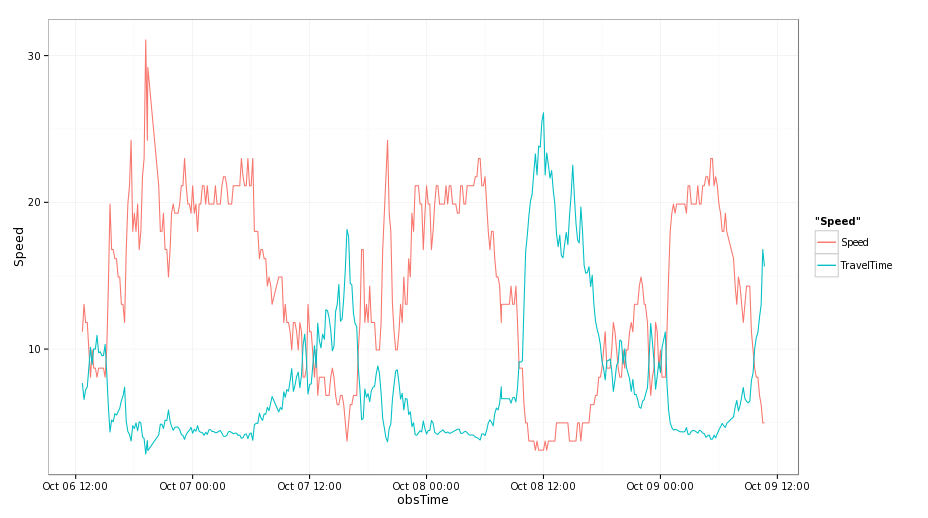 30
20
10
Speed
Oct 06 12:00
Oct 07 00:00
Oct 07 12:00
Oct 08 00:00
Oct 08 12:00
Oct 09 00:00
Oct 09 12:00
obsTime
"Speed"
Speed
TravelTime